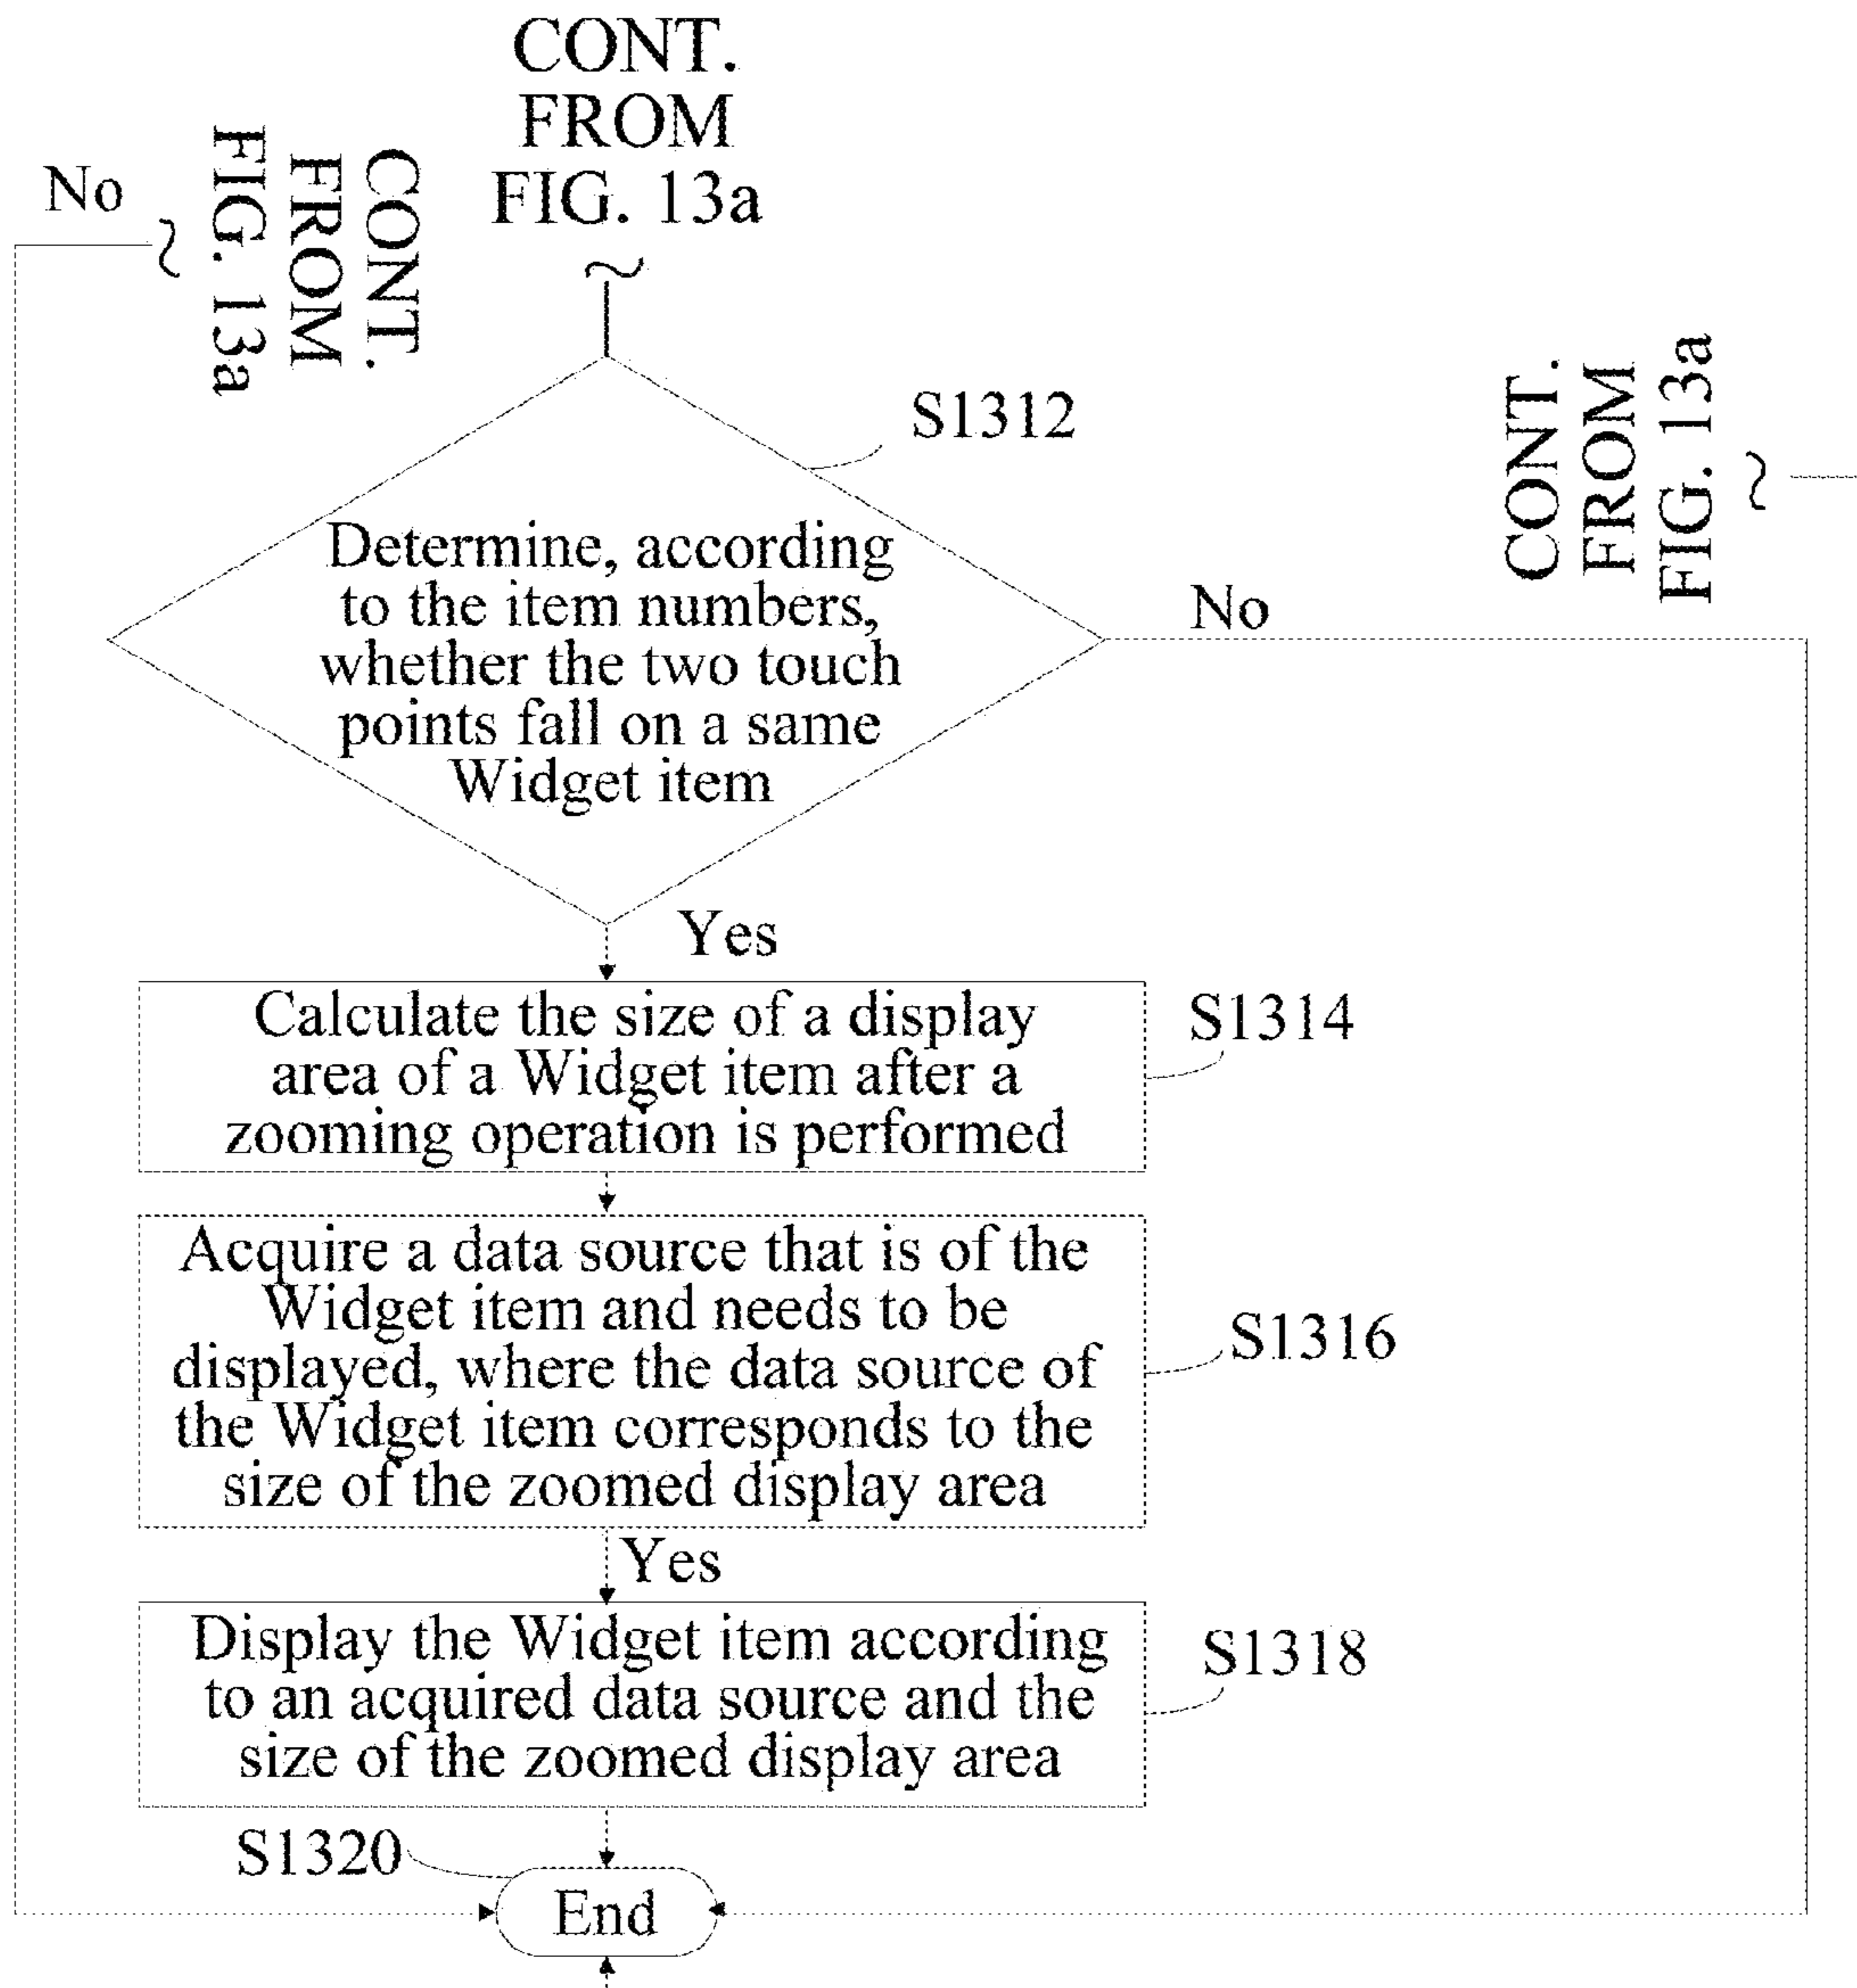 CONT.
FROM
FIG. 13a
No
CONT.
FROM
FIG. 13a
CONT.
FROM
FIG. 13a
S1312
Determine, according
to the item numbers,
whether the two touch
points fall on a same
Widget item
No
Yes
Calculate the size of a display
area of a Widget item after a
zooming operation is performed
S1314
Acquire a data source that is of the
Widget item and needs to be
displayed, where the data source of
the Widget item corresponds to the
size of the zoomed display area
S1316
Yes
Display the Widget item according
to an acquired data source and the
size of the zoomed display area
S1318
S1320
End